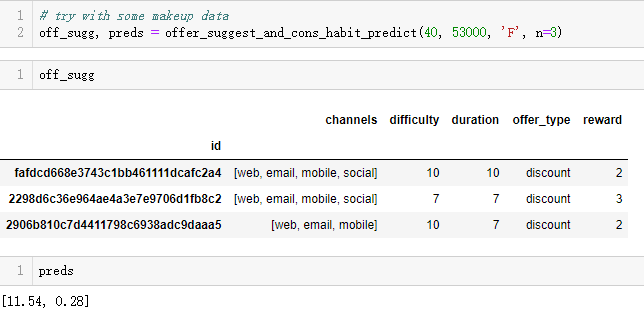 1 # try with some makeup data
2 off_sugg, preds = offer_suggest_and_cons_habit_predict(40, 53000, 'F', n=3)
1 off_sugg
channels difficulty duration offer_type reward
id
fafdcd668e3743c1bb461111dcafc2a4 [web, email, mobile, social] 10 10 discount 2
2298d6c36e964ae4a3e7e9706d1fb8c2 [web, email, mobile, social] 7 7 discount 3
2906b810c7d4411798c6938adc9daaa5 [web, email, mobile] 10 7 discount 2
1 preds
[11.54, 0.28]